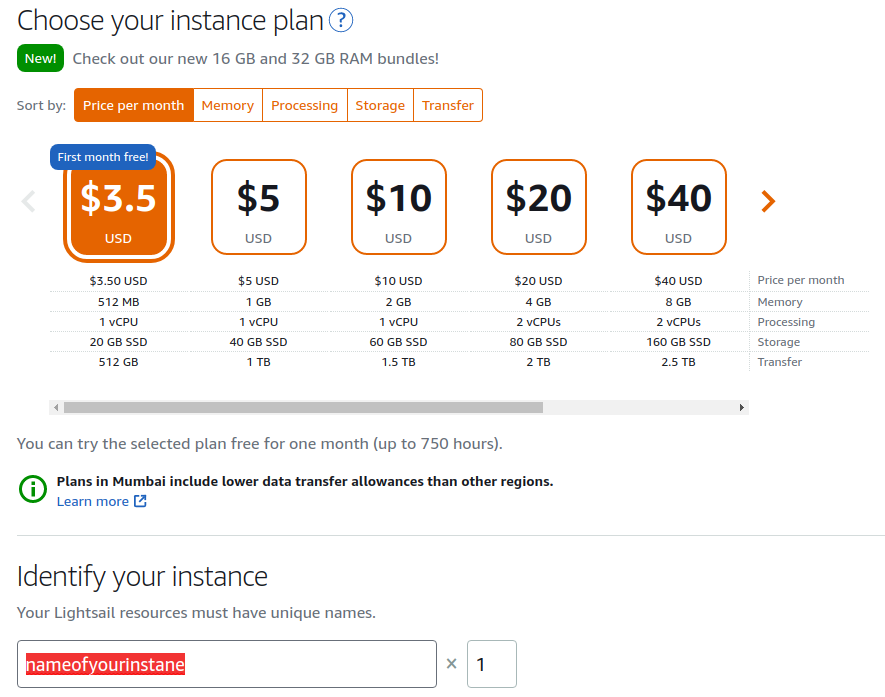 Choose your instance plan ?
New! Check out our new 16 GB and 32 GB RAM bundles!
Sort by: Price per month Memory Processing Storage Transfer
First month free!
$3.5 $5 $10 $20 $40
USD USD USD USD USD
$3.50 USD $5 USD $10 USD $20 USD $40 USD Price per month
512 MB 1 GB 2 GB 4 GB 8 GB Memory
1 vCPU 1 vCPU 1 vCPU 2 vCPUs 2 vCPUs Processing
20 GB SSD 40 GB SSD 60 GB SSD 80 GB SSD 160 GB SSD Storage
512 GB 1 TB 1.5 TB 2 TB 2.5 TB Transfer
You can try the selected plan free for one month (up to 750 hours).
Plans in Mumbai include lower data transfer allowances than other regions.
Learn more
Identify your instance
Your Lightsail resources must have unique names.
nameofyourinstane × 1